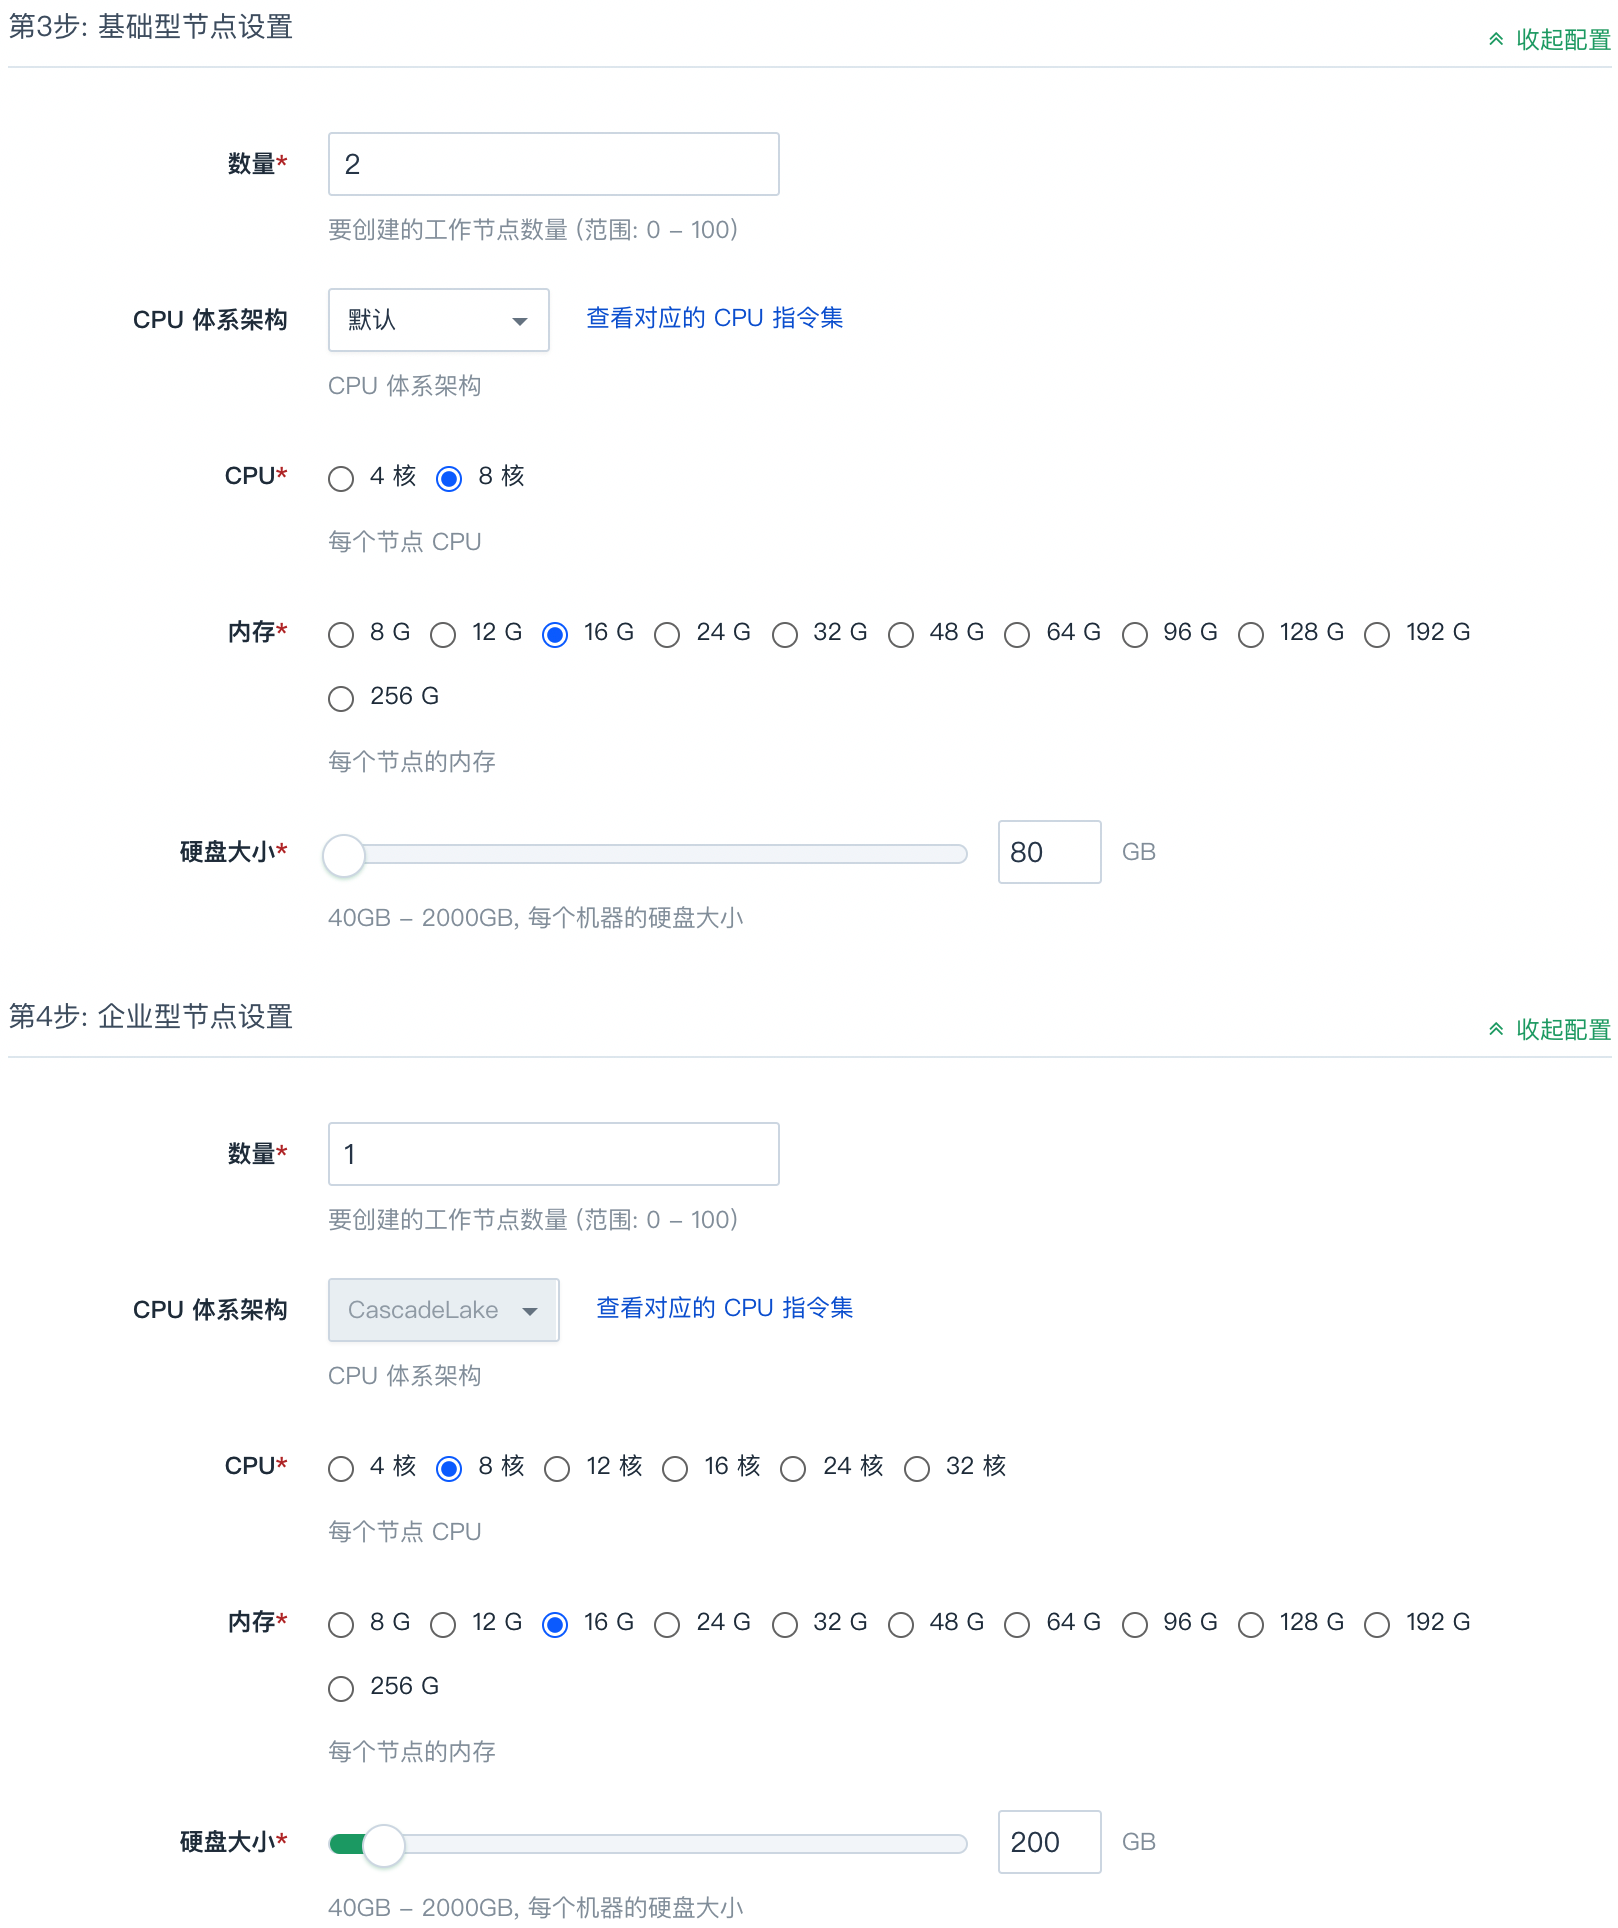 第3步: 基础型节点设置
收起配置
数量* 2
要创建的工作节点数量 (范围: 0 – 100)
CPU 体系架构 默认 查看对应的 CPU 指令集
CPU 体系架构
CPU* 4 核 8 核
每个节点 CPU
内存* 8 G 12 G 16 G 24 G 32 G 48 G 64 G 96 G 128 G 192 G
256 G
每个节点的内存
硬盘大小* 80 GB
40GB – 2000GB, 每个机器的硬盘大小
第4步: 企业型节点设置
收起配置
数量* 1
要创建的工作节点数量 (范围: 0 – 100)
CPU 体系架构 CascadeLake 查看对应的 CPU 指令集
CPU 体系架构
CPU* 4 核 8 核 12 核 16 核 24 核 32 核
每个节点 CPU
内存* 8 G 12 G 16 G 24 G 32 G 48 G 64 G 96 G 128 G 192 G
256 G
每个节点的内存
硬盘大小* 200 GB
40GB – 2000GB, 每个机器的硬盘大小